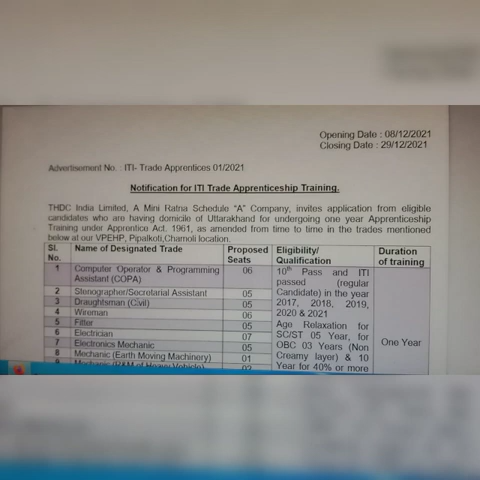 Opening Date : 08/12/2021
Closing Date : 29/12/2021
Advertisement No. : ITI- Trade Apprentices 01/2021
Notification for ITI Trade Apprenticeship Training.
THDC India Limited, A Mini Ratna Schedule "A" Company, invites application from eligible
candidates who are having domicile of Uttarakhand for undergoing one year Apprenticeship
Training under Apprentice Act. 1961, as amended from time to time in the trades mentioned
below at our VPEHP, Pipalkoti,Chamoli location.
Sl. No. Name of Designated Trade Proposed Seats Eligibility/ Qualification Duration of training
1 Computer Operator & Programming Assistant (COPA) 06
2 Stenographer/Secretarial Assistant 05
3 Draughtsman (Civil) 05
4 Wireman 06
5 Fitter 05
6 Electrician 07
7 Electronics Mechanic 05
8 Mechanic (Earth Moving Machinery) 01
9 Mechanic (R&M of Heavy Vehicle) 02
10th Pass and ITI
passed (regular
Candidate) in the year
2017, 2018, 2019,
2020 & 2021
Age Relaxation for
SC/ST 05 Year, for
OBC 03 Years (Non
Creamy layer) & 10
Year for 40% or more
One Year